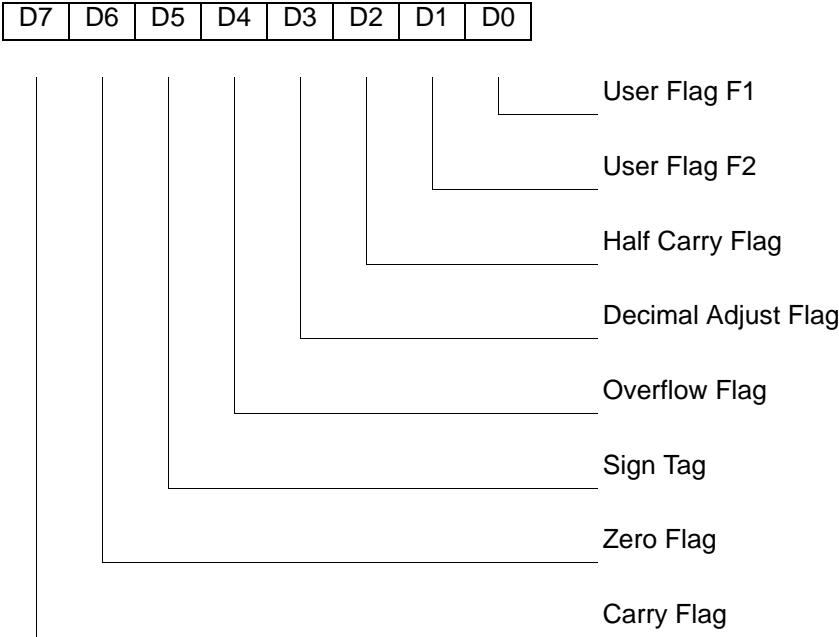 D7 D6 D5 D4 D3 D2 D1 D0
User Flag F1
User Flag F2
Half Carry Flag
Decimal Adjust Flag
Overflow Flag
Sign Tag
Zero Flag
Carry Flag